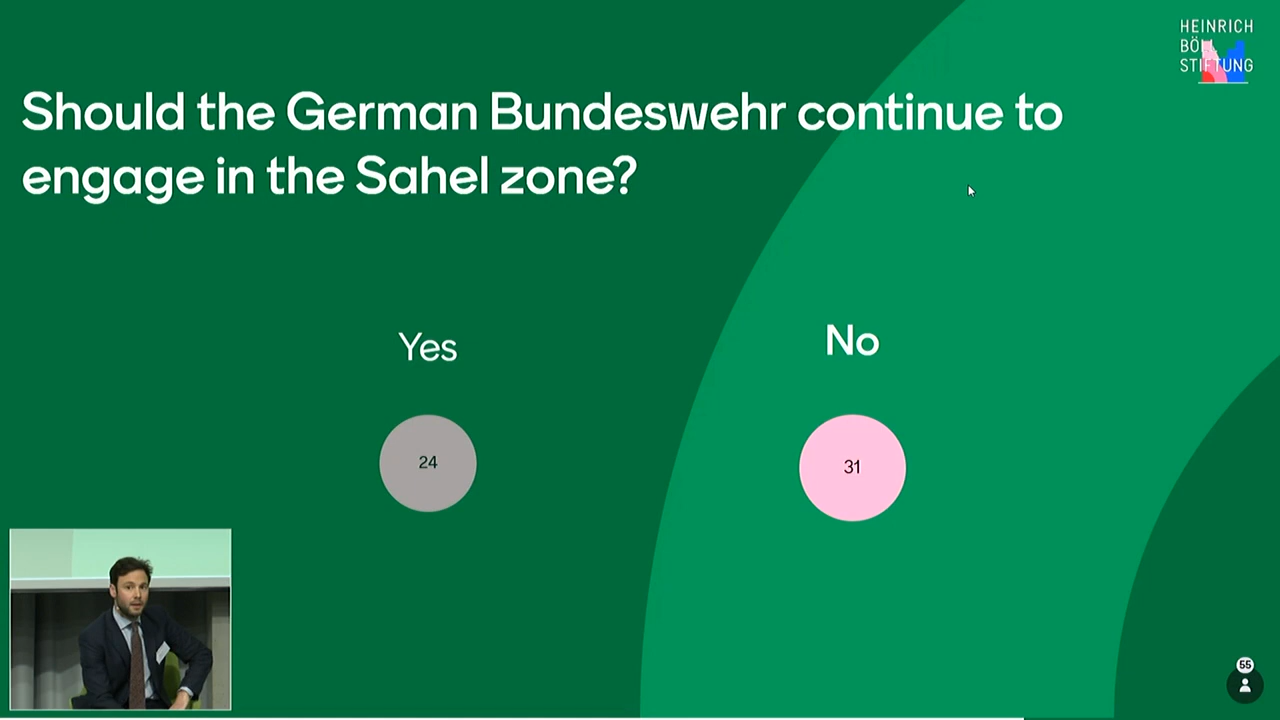 HEINRICH
BÖLL
STIFTUNG
Should the German Bundeswehr continue to
engage in the Sahel zone?
Yes
No
24
31
55